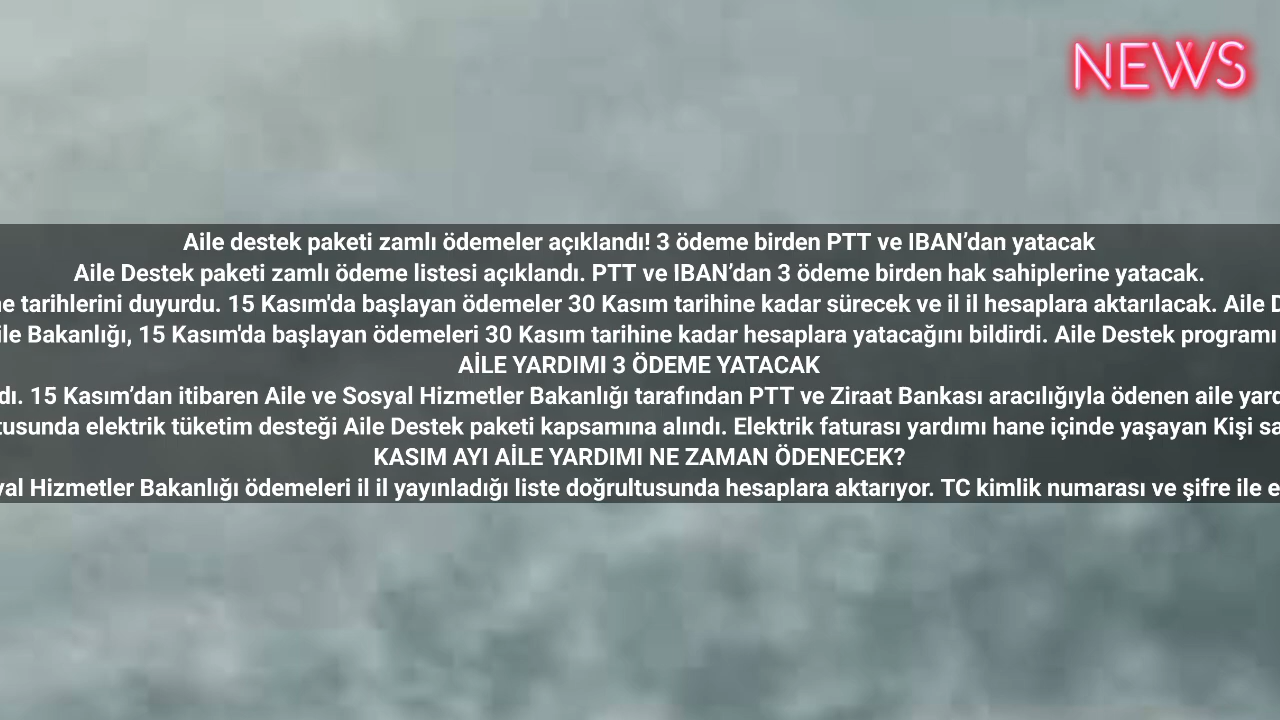 NEWS
Aile destek paketi zamlı ödemeler açıklandı! 3 ödeme birden PTT ve IBAN’dan yatacak
Aile Destek paketi zamlı ödeme listesi açıklandı. PTT ve IBAN’dan 3 ödeme birden hak sahiplerine yatacak.
tarihlerini duyurdu. 15 Kasım'da başlayan ödemeler 30 Kasım tarihine kadar sürecek ve il il hesaplara aktarılacak. Aile
Bakanlığı, 15 Kasım'da başlayan ödemeleri 30 Kasım tarihine kadar hesaplara yatacağını bildirdi. Aile Destek programı
AİLE YARDIMI 3 ÖDEME YATACAK
15 Kasım’dan itibaren Aile ve Sosyal Hizmetler Bakanlığı tarafından PTT ve Ziraat Bankası aracılığıyla ödenen aile
elektrik tüketim desteği Aile Destek paketi kapsamına alındı. Elektrik faturası yardımı hane içinde yaşayan Kişi
KASIM AYI AİLE YARDIMI NE ZAMAN ÖDENECEK?
Hizmetler Bakanlığı ödemeleri il il yayınladığı liste doğrultusunda hesaplara aktarıyor. TC kimlik numarası ve şifre ile